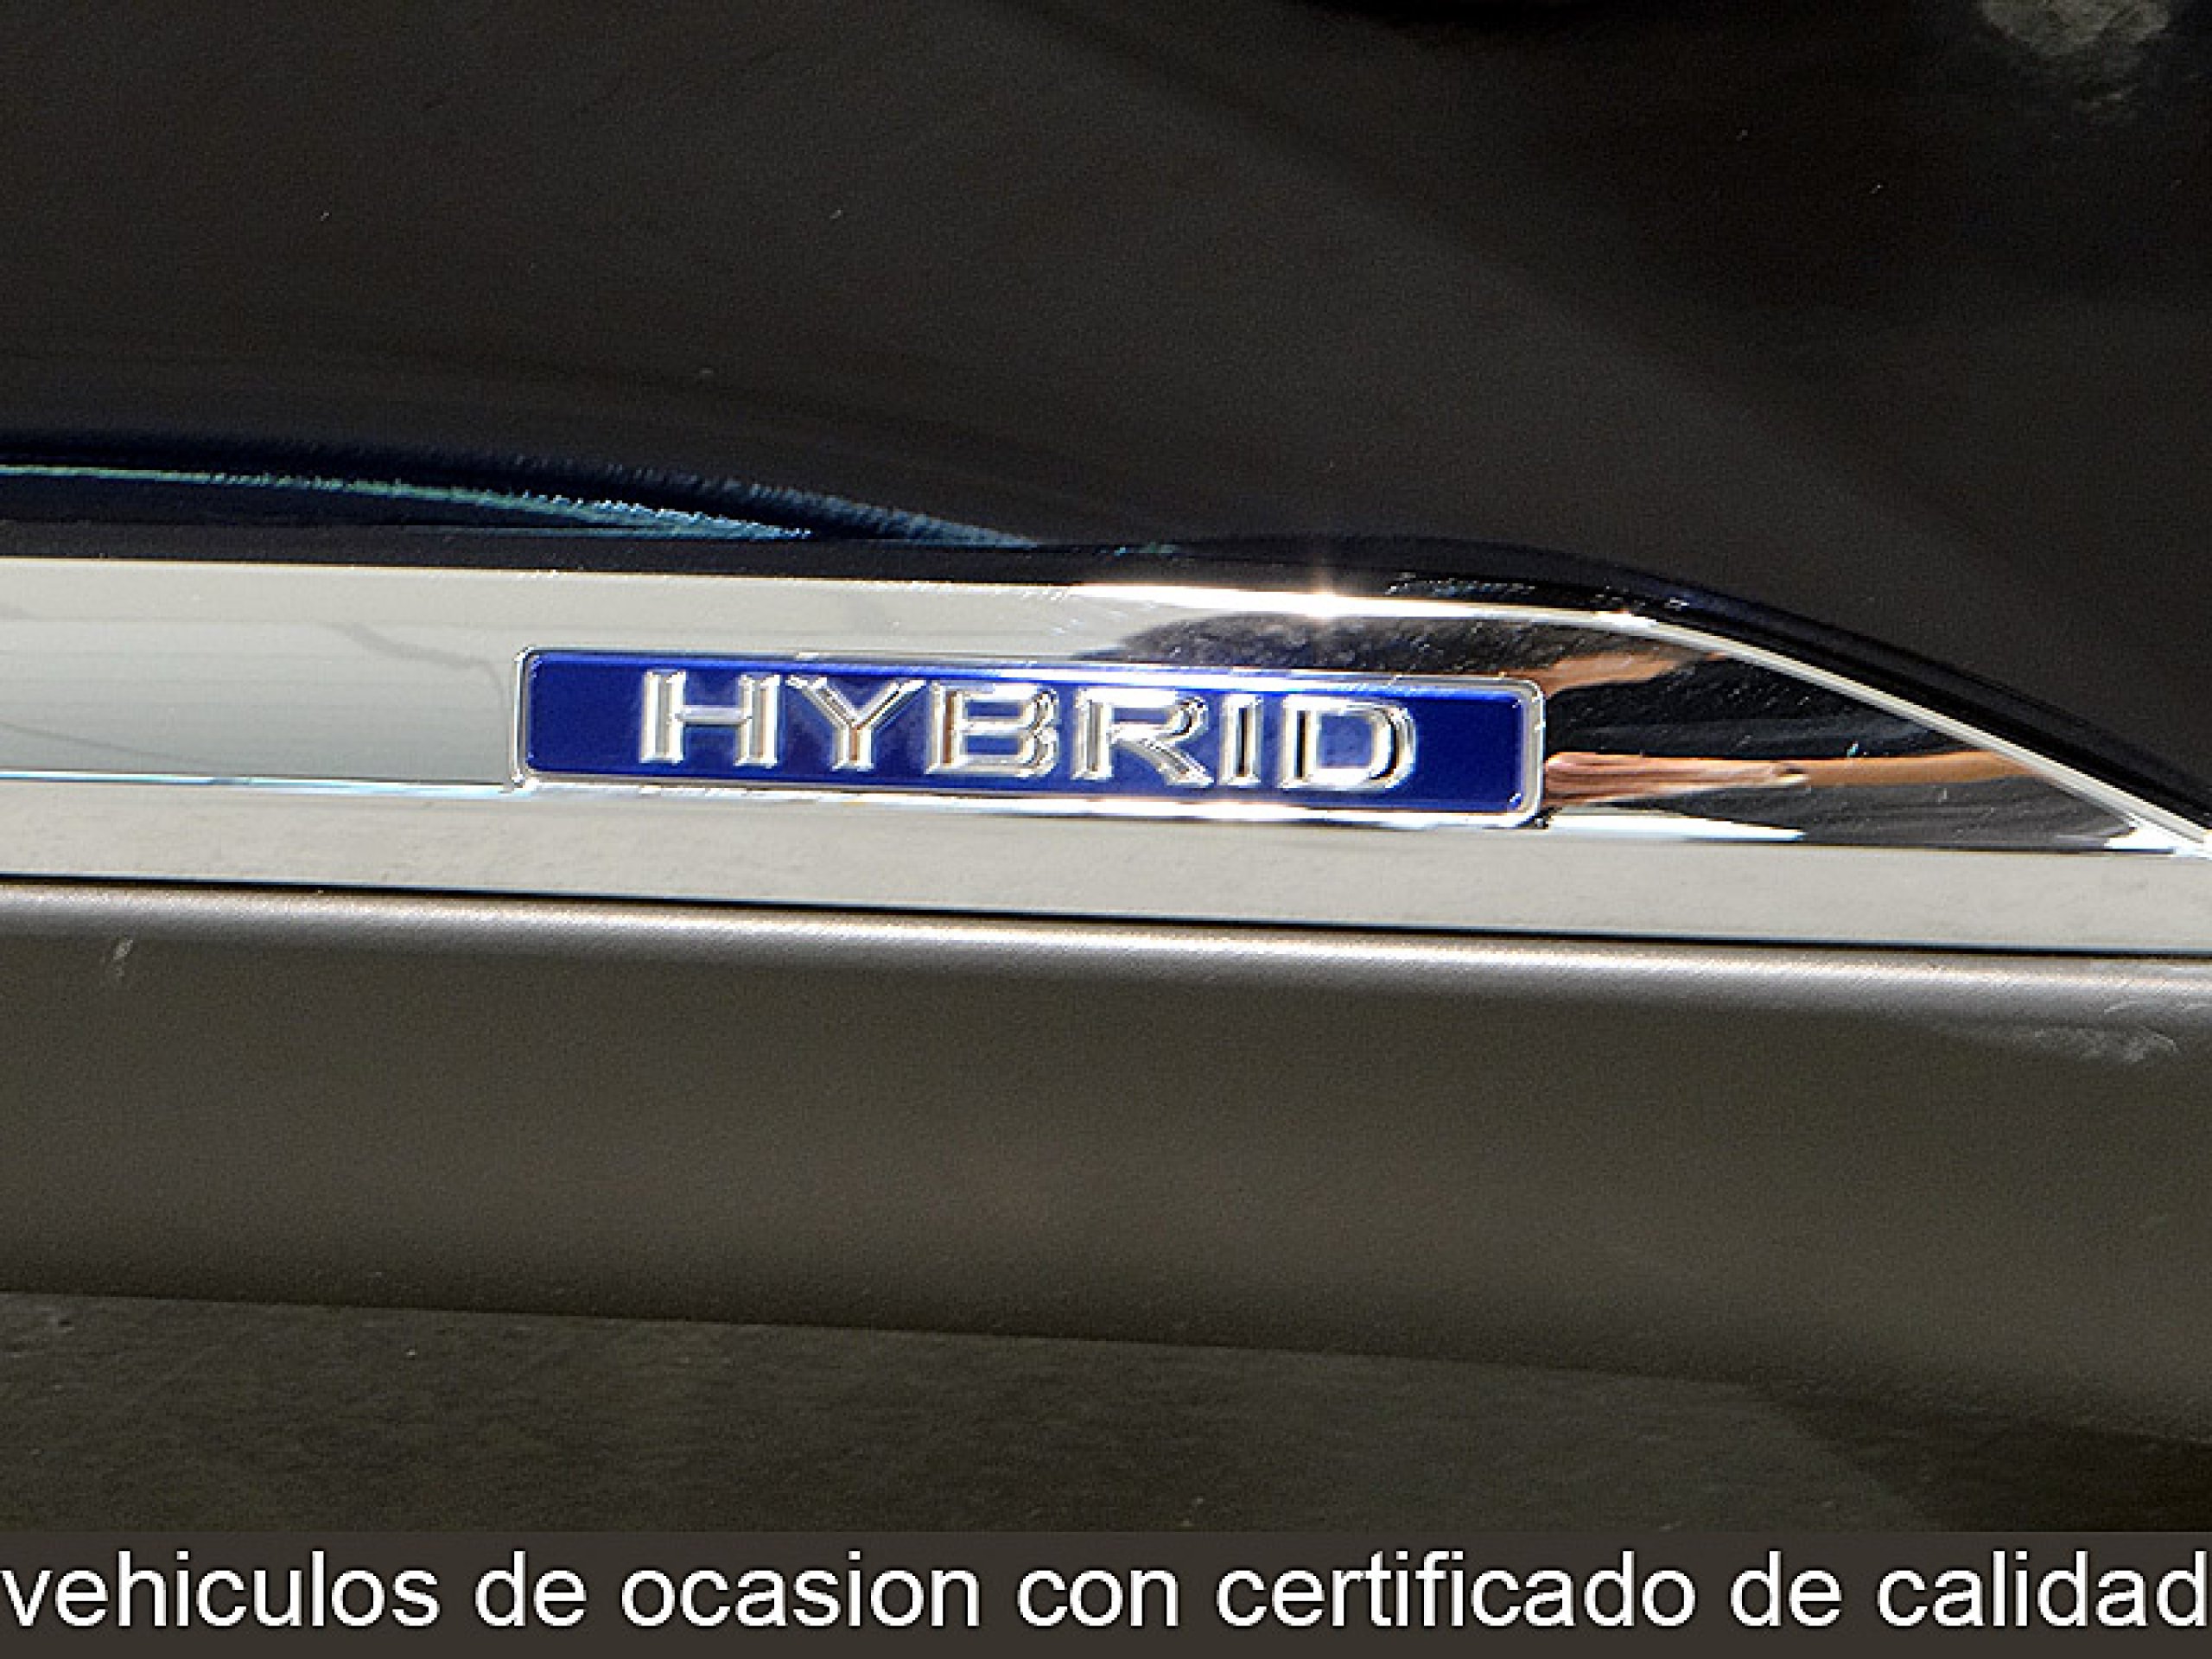 HYBRID
vehiculos de ocasion con certificado de calidad